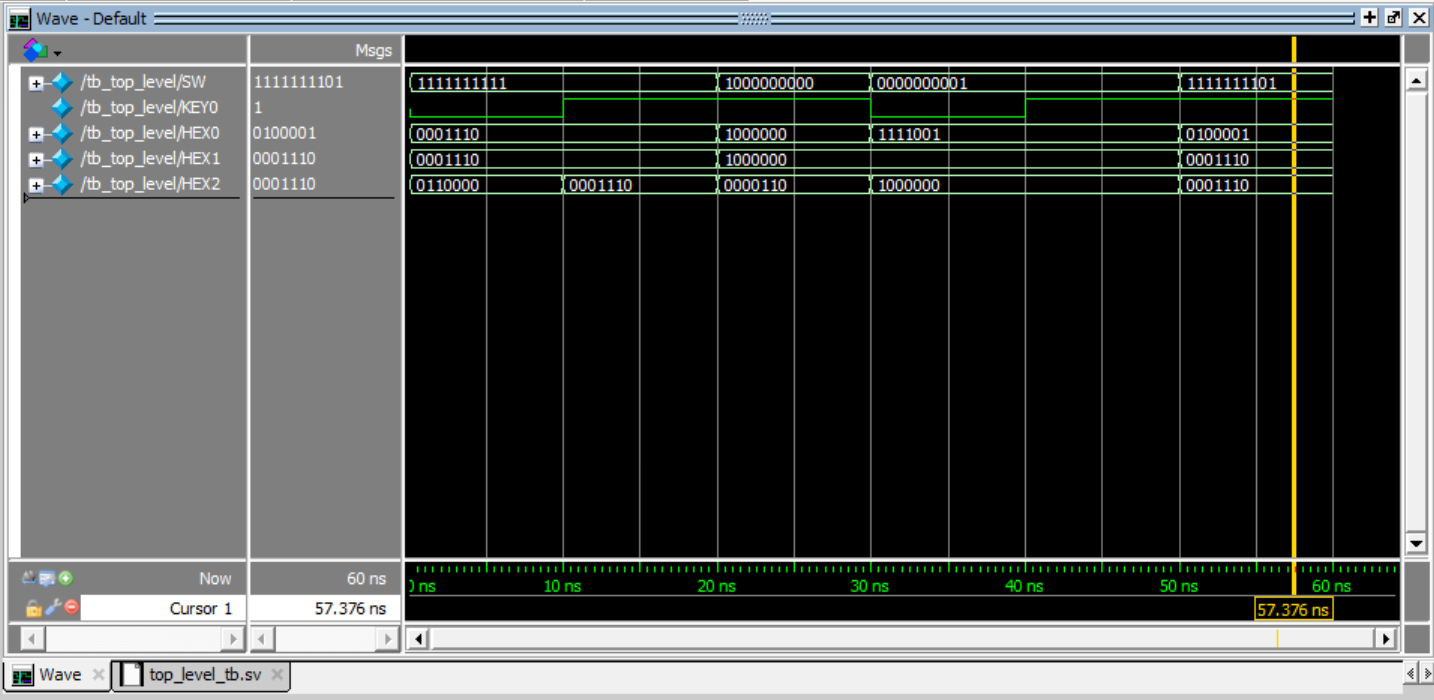 Wave - Default
Msgs
/tb_top_level/SW 1111111101 1111111111 1000000000 0000000001 1111111101
/tb_top_level/KEY0 1
/tb_top_level/HEX0 0100001 0001110 1000000 1111001 0100001
/tb_top_level/HEX1 0001110 0001110 1000000 0001110
/tb_top_level/HEX2 0001110 0110000 0001110 0000110 1000000 0001110
Now 60 ns ns 10 ns 20 ns 30 ns 40 ns 50 ns 60 ns
Cursor 1 57.376 ns 57.376 ns
Wave top_level_tb.sv